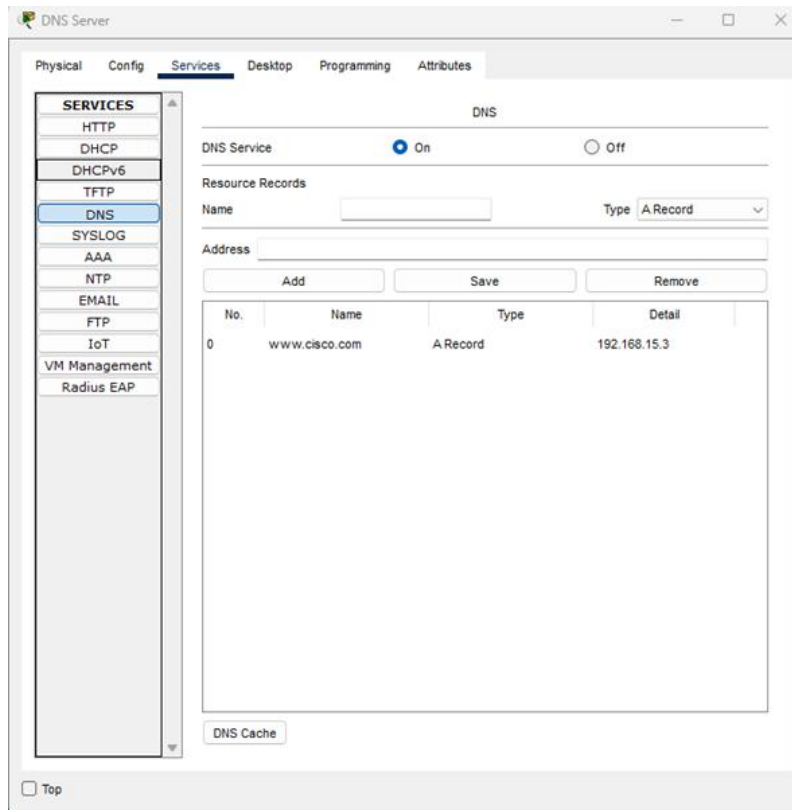 DNS Server
Physical Config Services Desktop Programming Attributes
SERVICES
HTTP
DHCP
DHCPv6
TFTP
DNS
SYSLOG
AAA
NTP
EMAIL
FTP
IoT
VM Management
Radius EAP
DNS
DNS Service On Off
Resource Records
Name Type A Record
Address
Add Save Remove
No. Name Type Detail
0 www.cisco.com A Record 192.168.15.3
DNS Cache
Top